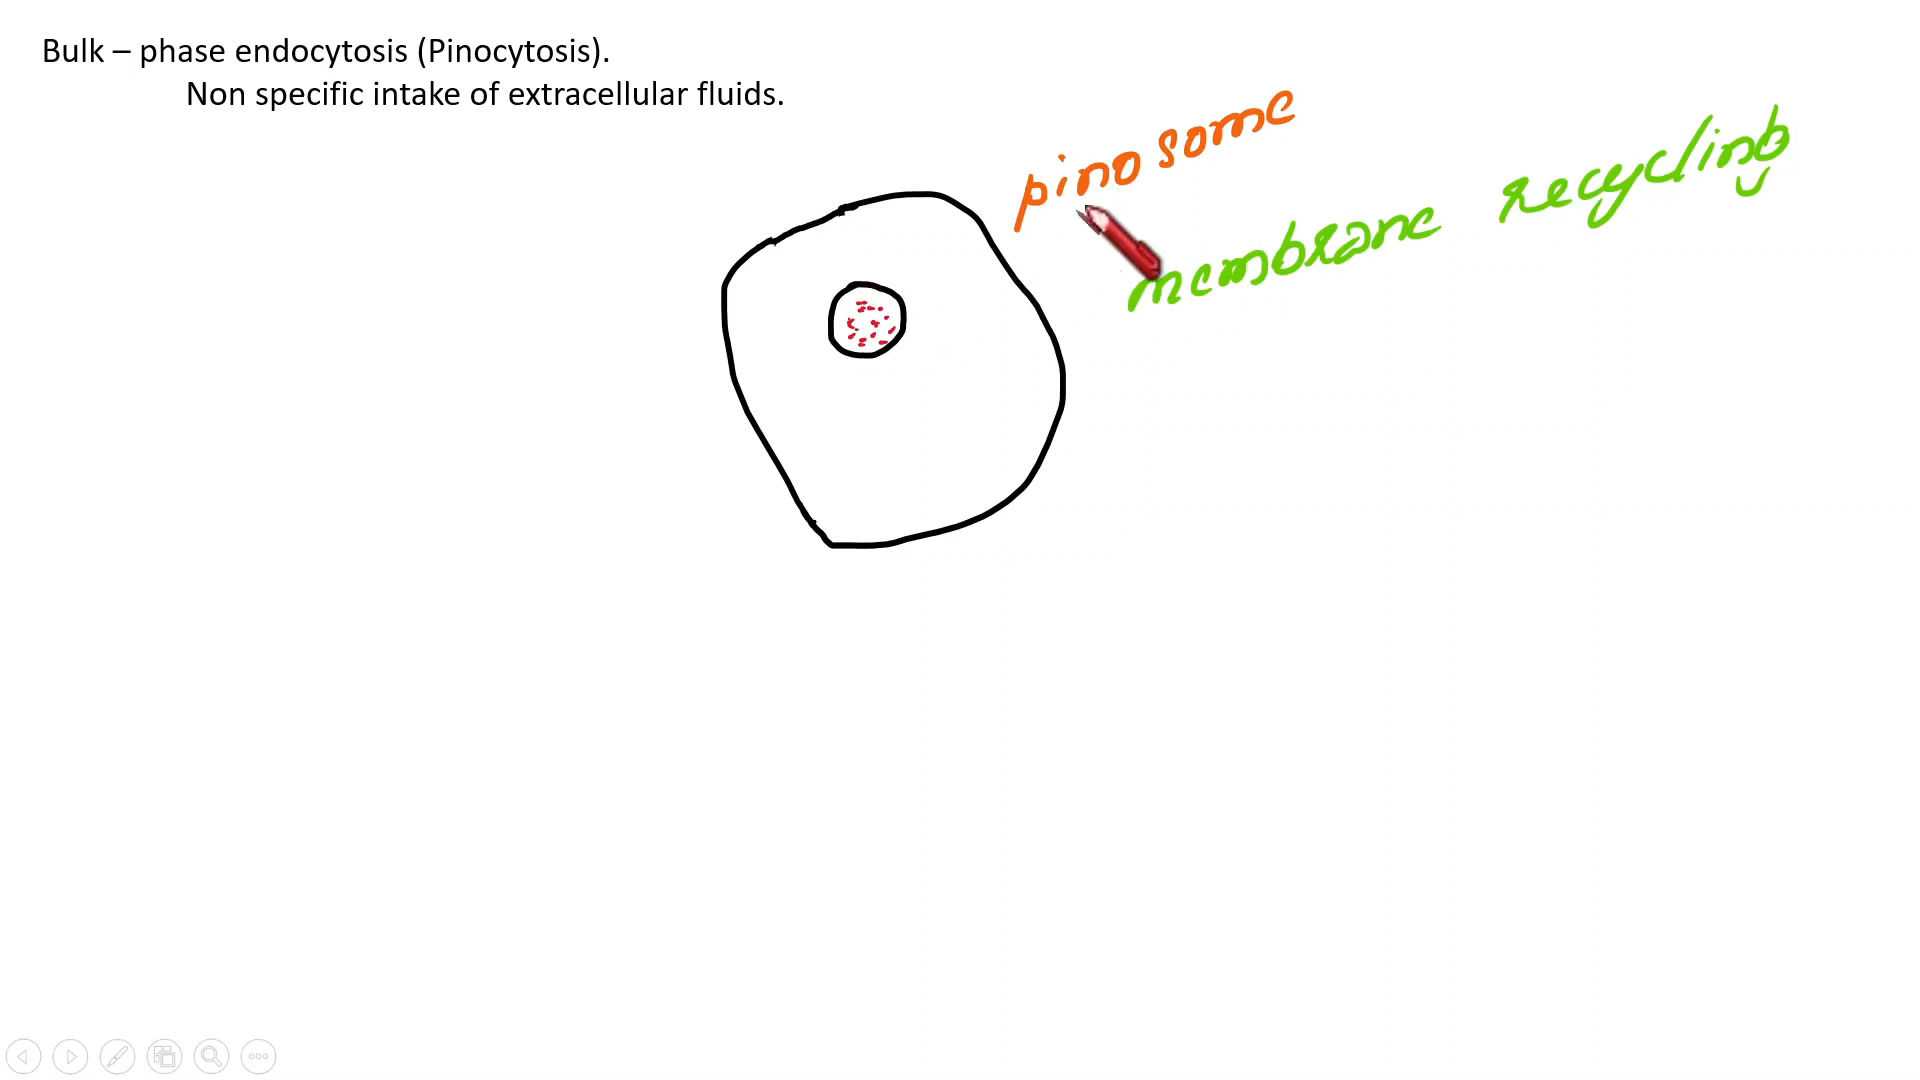 Bulk – phase endocytosis (Pinocytosis).
Non specific intake of extracellular fluids.
pinosome
membrane recycling